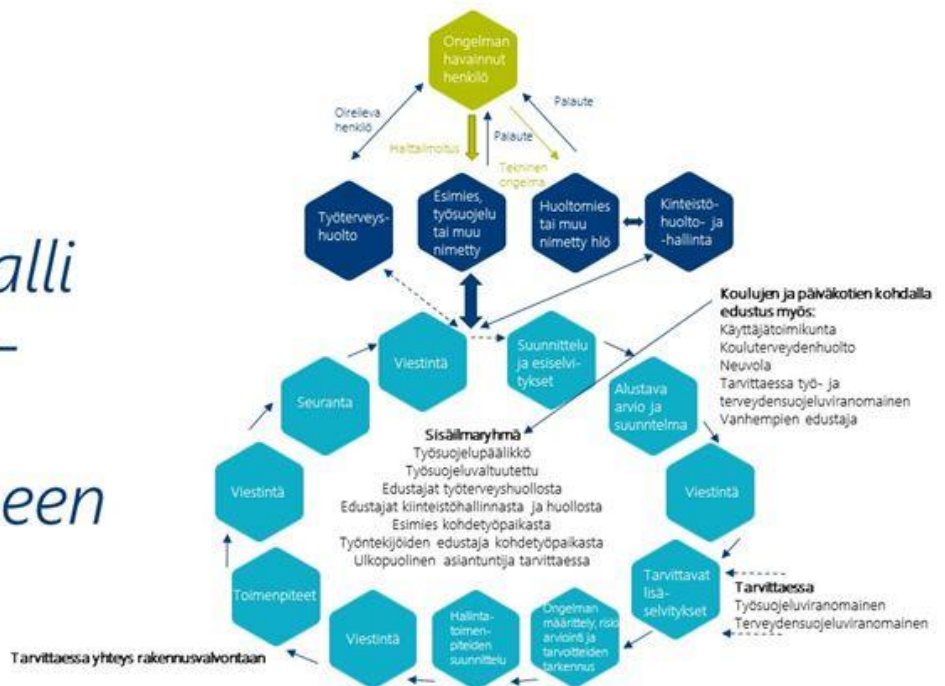 alli
een
Ongelman
havainnut
henkilö
Oireileva
henkilö
Haittailmoitus
Palaute
Tekninen
ongelma
Palaute
Työterveys-
huolto
Esimies,
työsuojelu
tai muu
nimetty
Huoltomies
tai muu
nimetty hlö
Kinteistö-
huolto- ja
-hallinta
Koulujen ja päiväkotien kohdalla
edustus myös:
Käyttäjätoimikunta
Kouluterveydenhuolto
Neuvola
Tarvittaessa työ- ja
terveydensuojeluviranomainen
Vanhempien edustaja
Viestintä
Suunnittelu
ja esiselvi-
tykset
Alustava
arvio ja
suunntelma
Viestintä
Tarvittavat
lisä-
selvitykset
Tarvittaessa
Työsuojeluviranomainen
Terveydensuojeluviranomainen
Ongelman
määrittely, riski
arviointi ja
tarvoitteiden
tarkennus
Hallinta-
toimen-
piteiden
suunnittelu
Viestintä
Toimenpiteet
Tarvittaessa yhteys rakennusvalvontaan
Viestintä
Seuranta
Sisäilmaryhmä
Työsuojelupäälikkö
Työsuojeluvaltuutettu
Edustajat työterveyshuollosta
Edustajat kiinteistöhallinnasta ja huollosta
Esimies kohdetyöpaikasta
Työntekijöiden edustaja kohdetyöpaikasta
Ulkopuolinen asiantuntija tarvittaessa